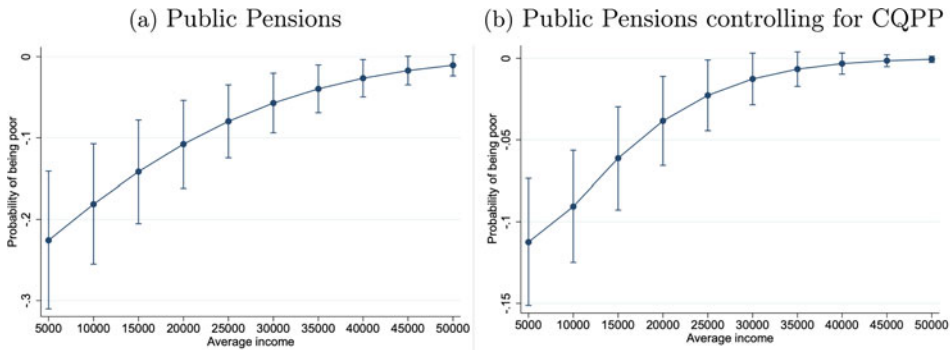 (a) Public Pensions
Probability of being poor
0
-.1
-.2
-.3
5000 10000 15000 20000 25000 30000 35000 40000 45000 50000
Average income
(b) Public Pensions controlling for CQPP
Probability of being poor
0
-.05
-.1
-.15
5000 10000 15000 20000 25000 30000 35000 40000 45000 50000
Average income